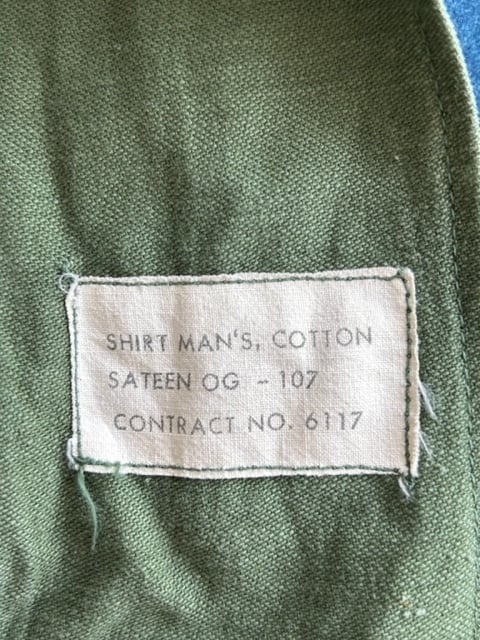 SHIRT MAN'S, COTTON
SATEEN OG - 107
CONTRACT NO. 6117